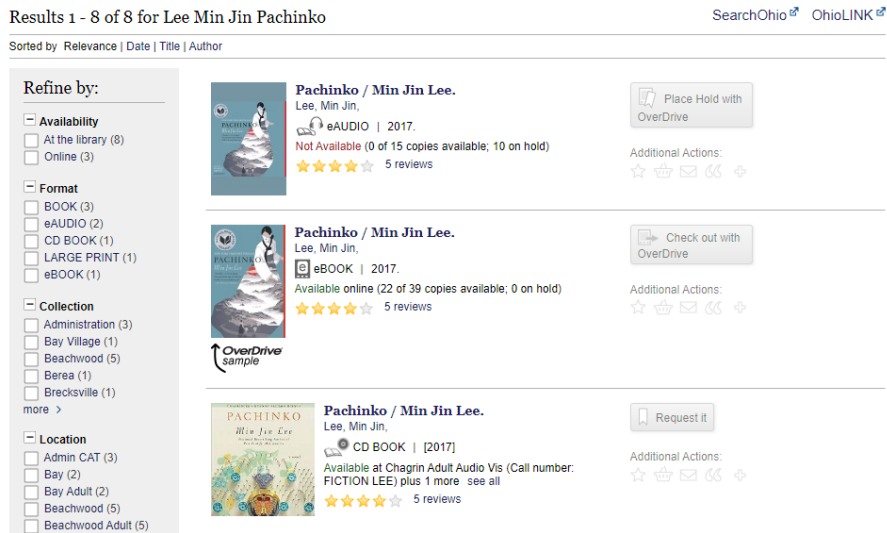 Results 1 - 8 of 8 for Lee Min Jin Pachinko
SearchOhio OhioLINK
Sorted by Relevance | Date | Title | Author
Refine by:
Availability
At the library (8)
Online (3)
Format
BOOK (3)
eAUDIO (2)
CD BOOK (1)
LARGE PRINT (1)
eBOOK (1)
Collection
Administration (3)
Bay Village (1)
Beachwood (5)
Berea (1)
Brecksville (1)
more >
Location
Admin CAT (3)
Bay (2)
Bay Adult (2)
Beachwood (5)
Beachwood Adult (5)
PACHINKO
Pachinko / Min Jin Lee.
Lee, Min Jin,
eAUDIO | 2017.
Not Available (0 of 15 copies available; 10 on hold)
5 reviews
Place Hold with
OverDrive
Additional Actions:
PACHINKO
Min Jin Lee
OverDrive
sample
Pachinko / Min Jin Lee.
Lee, Min Jin,
e eBOOK | 2017.
Available online (22 of 39 copies available; 0 on hold)
5 reviews
Check out with
OverDrive
Additional Actions:
PACHINKO
Min Jin Lee
Pachinko / Min Jin Lee.
Lee, Min Jin,
CD BOOK | [2017]
Available at Chagrin Adult Audio Vis (Call number:
FICTION LEE) plus 1 more see all
5 reviews
Request it
Additional Actions: